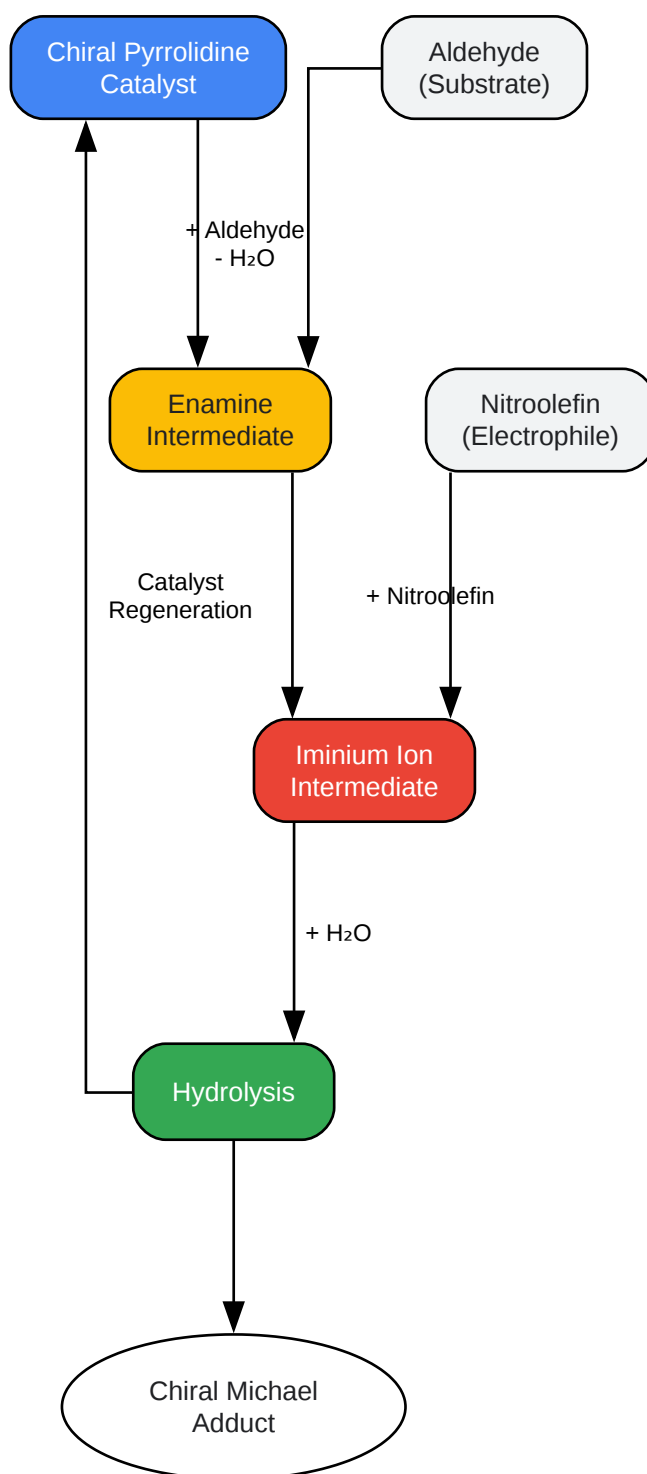 Chiral Pyrrolidine
Catalyst
Aldehyde
(Substrate)
+ Aldehyde
- H₂O
Enamine
Intermediate
Nitroolefin
(Electrophile)
Catalyst
Regeneration
+ Nitroolefin
Iminium Ion
Intermediate
+ H₂O
Hydrolysis
Chiral Michael
Adduct